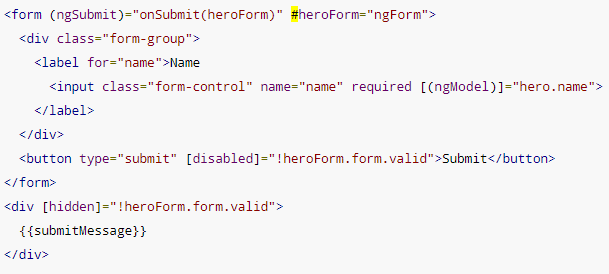 <form (ngSubmit)="onSubmit(heroForm)" #heroForm="ngForm">
  <div class="form-group">
    <label for="name">Name
      <input class="form-control" name="name" required [(ngModel)]="hero.name">
    </label>
  </div>
  <button type="submit" [disabled]="!heroForm.form.valid">Submit</button>
</form>
<div [hidden]="!heroForm.form.valid">
  {{submitMessage}}
</div>